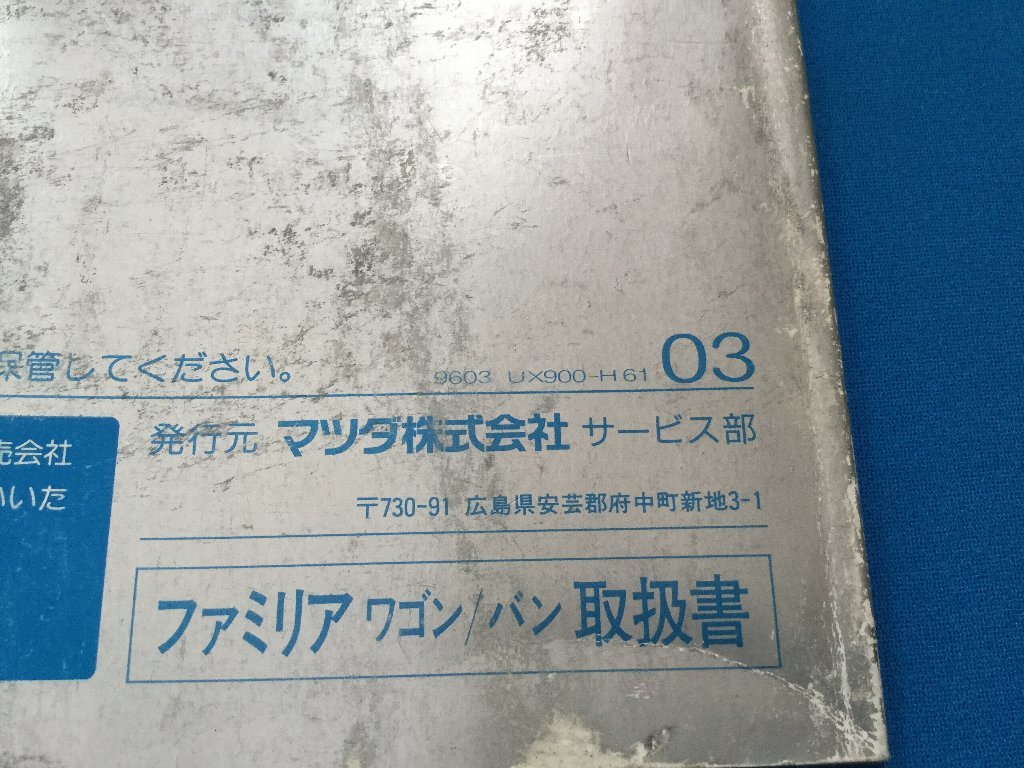 保管してください。
9603 UX900-H61 03
発行元 マツダ株式会社 サービス部
〒730-91 広島県安芸郡府中町新地3-1
売会社
いいた
ファミリア ワゴン/バン 取扱書